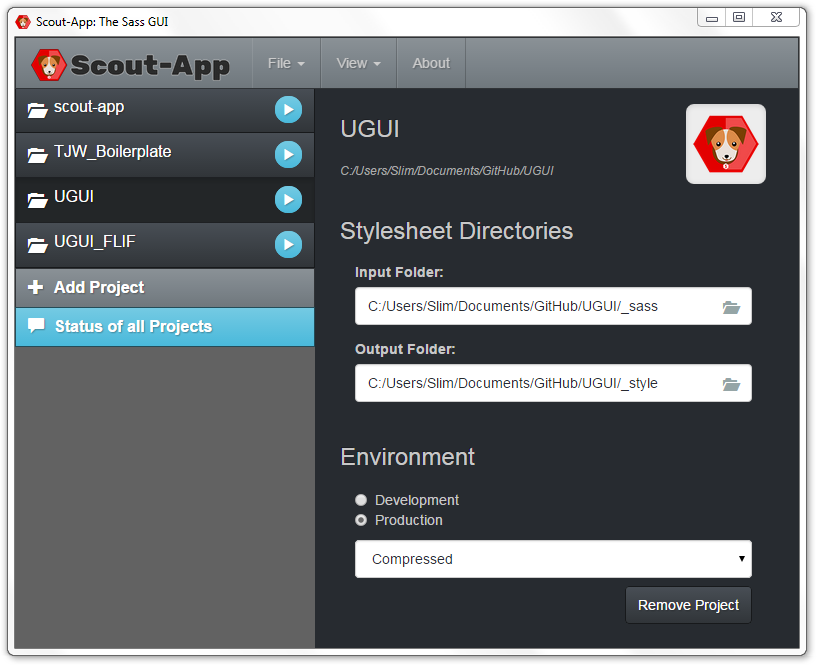 Scout-App: The Sass GUI
Scout-App File View About
scout-app
TJW_Boilerplate
UGUI
UGUI_FLIF
Add Project
Status of all Projects
UGUI
C:/Users/Slim/Documents/GitHub/UGUI
Stylesheet Directories
Input Folder:
C:/Users/Slim/Documents/GitHub/UGUI/_sass
Output Folder:
C:/Users/Slim/Documents/GitHub/UGUI/_style
Environment
Development
Production
Compressed
Remove Project